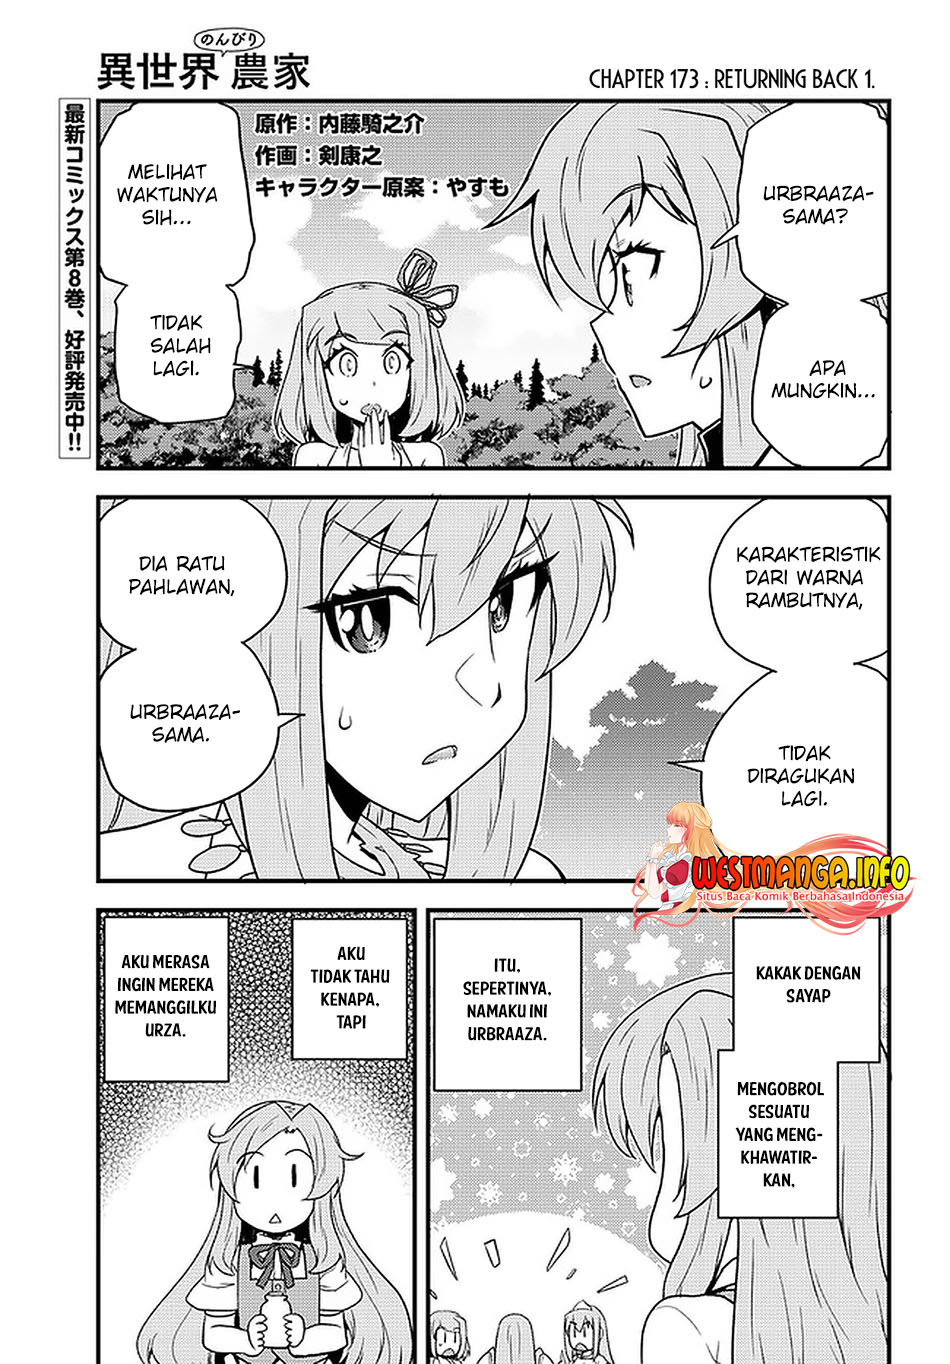 異世界
のんびり
農家
CHAPTER 173 : RETURNING BACK 1.
最新コミックス第8巻、好評発売中!!
原作:内藤騎之介
作画:剣康之
キャラクター原案:やすも
URBRAAZA-
SAMA?
APA
MUNGKIN...
MELIHAT
WAKTUNYA
SIH...
TIDAK
SALAH
LAGI.
KARAKTERISTIK
DARI WARNA
RAMBUTNYA,
TIDAK
DIRAGUKAN
LAGI.
DIA RATU
PAHLAWAN,
URBRAAZA-
SAMA.
WESTMANGA.INFO
Situs Baca Komik Berbahasa Indonesia
KAKAK DENGAN
SAYAP
MENGOBROL
SESUATU
YANG MENG-
KHAWATIR-
KAN,
ITU,
SEPERTINYA,
NAMAKU INI
URBRAAZA.
AKU
TIDAK TAHU
KENAPA,
TAPI
AKU MERASA
INGIN MEREKA
MEMANGGILKU
URZA.